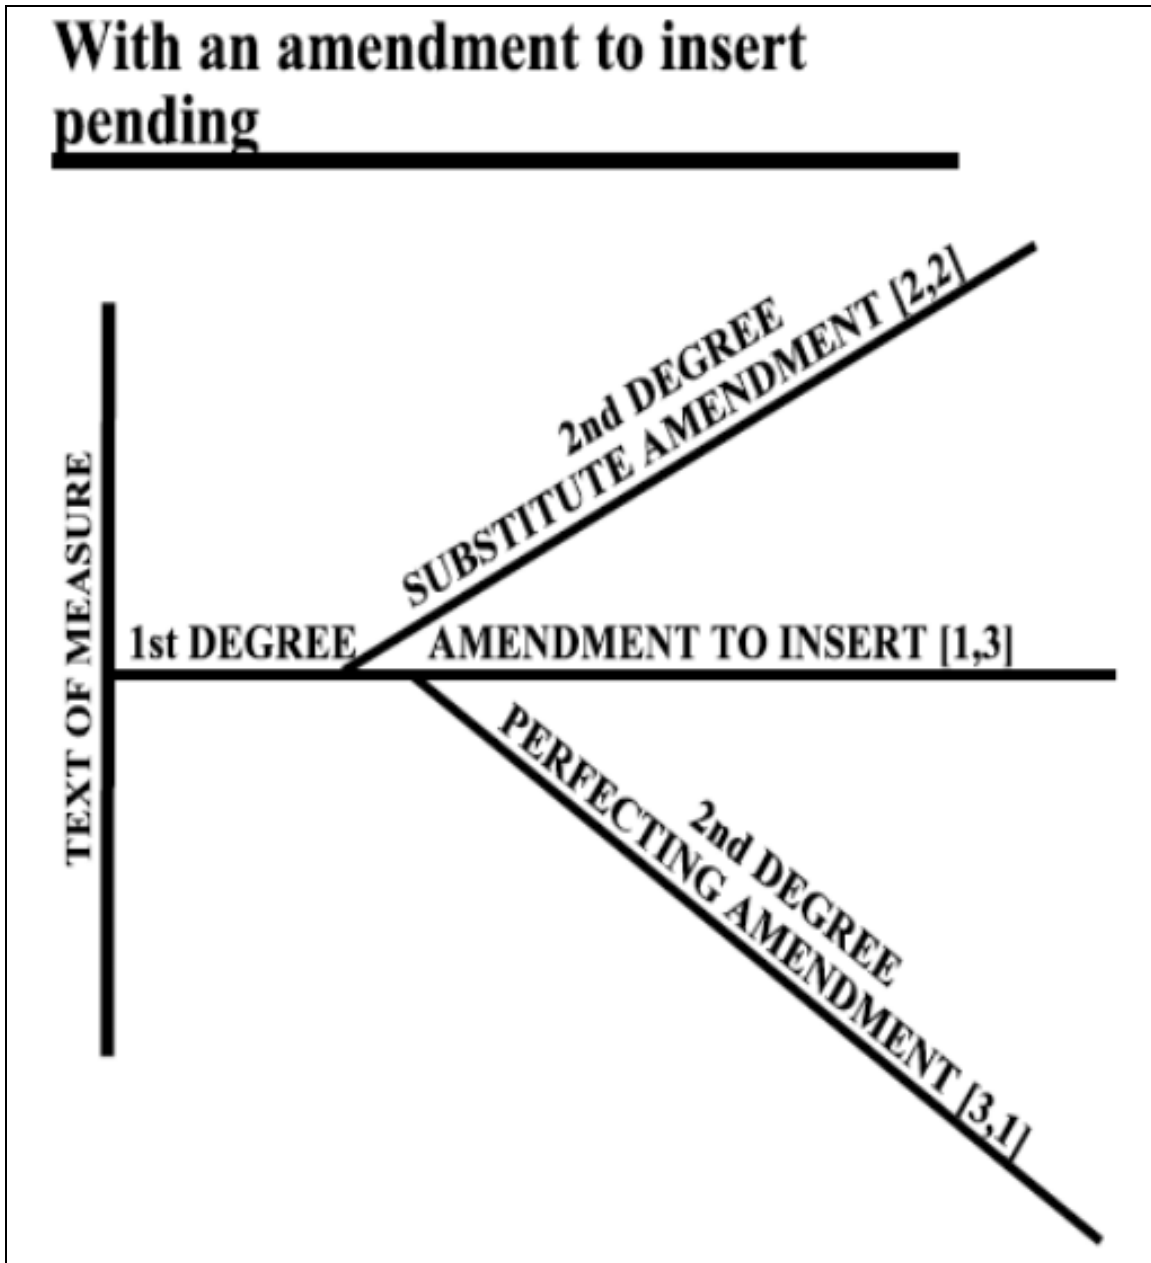 With an amendment to insert
pending
2nd DEGREE
SUBSTITUTE AMENDMENT [2,2]
TEXT OF MEASURE
1st DEGREE AMENDMENT TO INSERT [1,3]
2nd DEGREE
PERFECTING AMENDMENT [3,1]